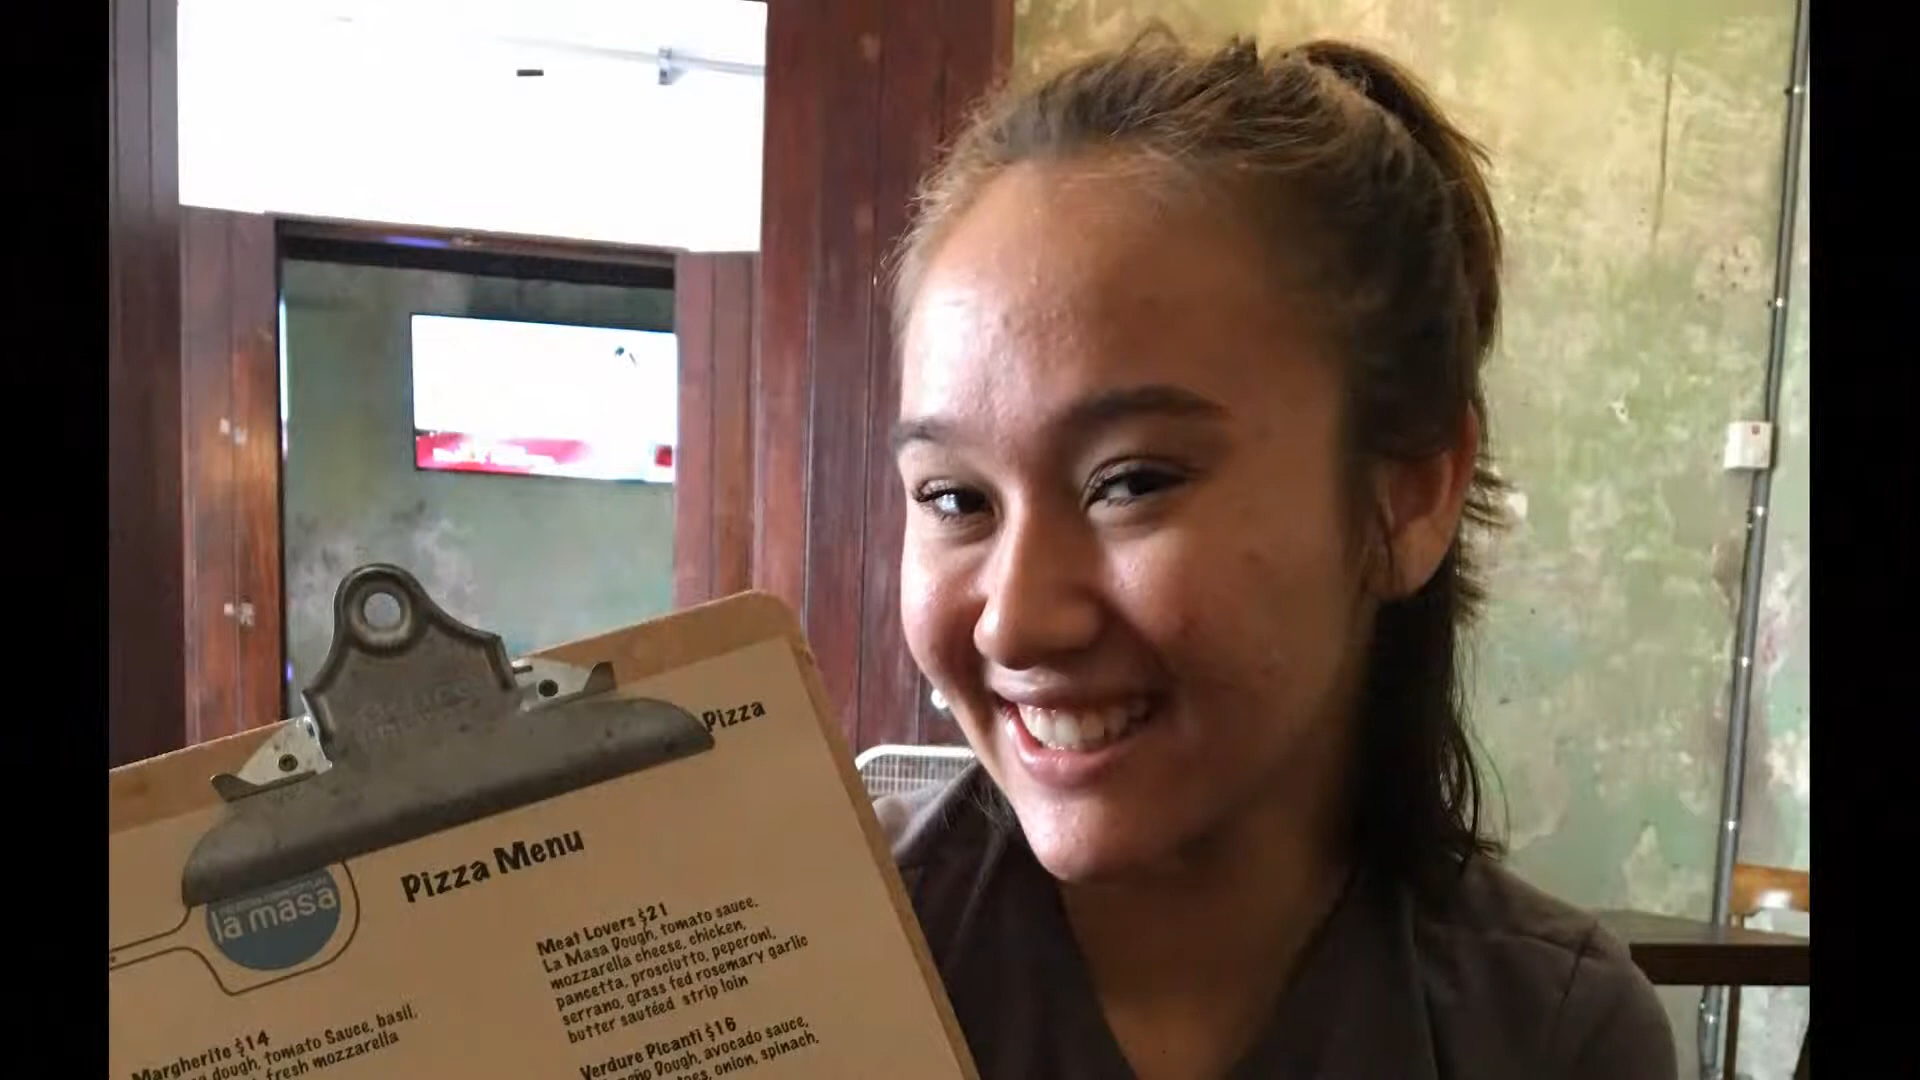 Pizza
Pizza Menu
la masa
Meat Lovers $21
La Masa Dough, tomato sauce,
mozzarella cheese, chicken,
pancetta, prosciutto, peperoni,
serrano, grass fed rosemary garlic
butter sautéed strip loin
Verdure Picanti $16
Dough, avocado sauce,
onion, spinach,
Margherite $14
dough, tomato Sauce, basil,
fresh mozzarella